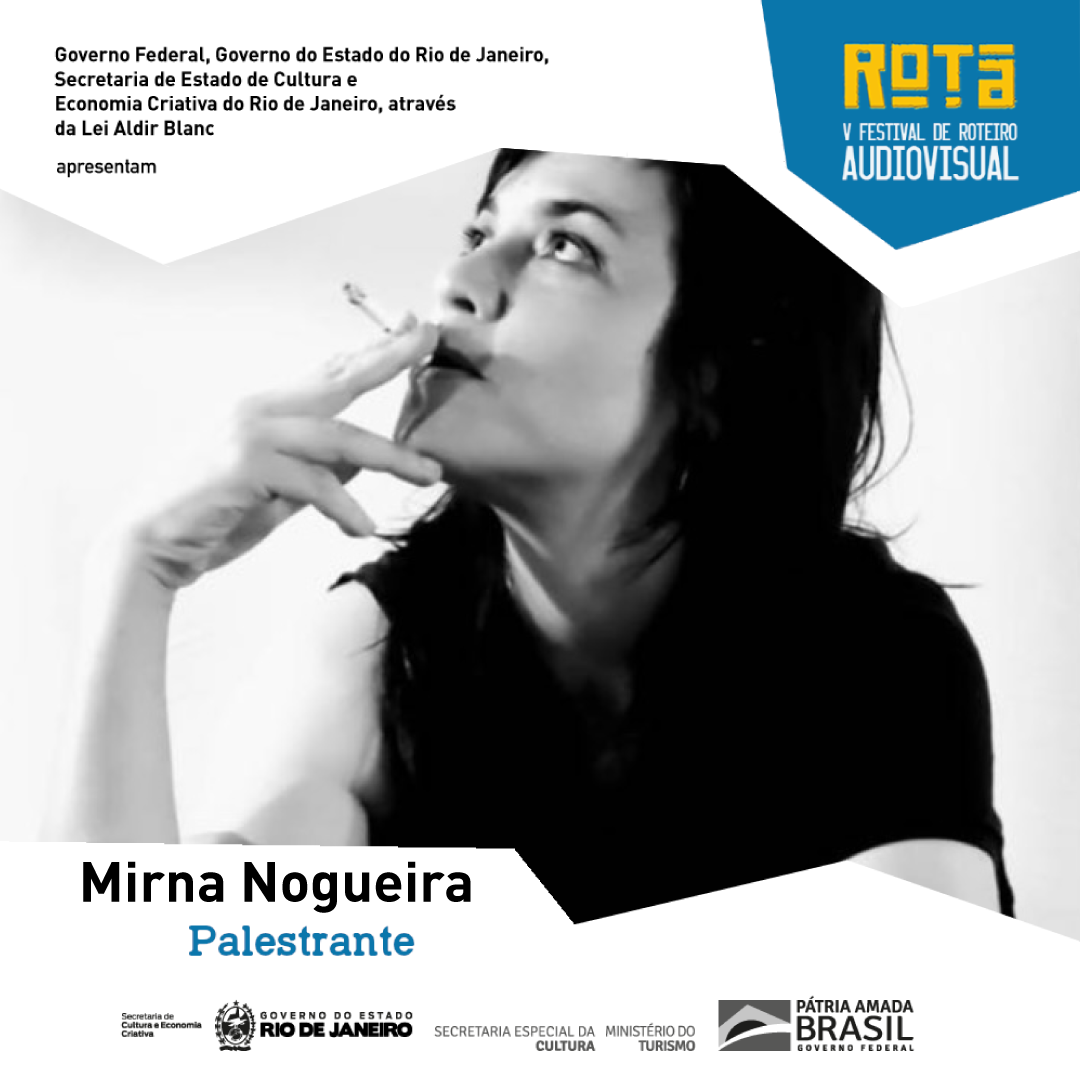 Governo Federal, Governo do Estado do Rio de Janeiro,
Secretaria de Estado de Cultura e
Economia Criativa do Rio de Janeiro, através
da Lei Aldir Blanc
apresentam
ROTA
V FESTIVAL DE ROTEIRO
AUDIOVISUAL
Mirna Nogueira
Palestrante
Secretaria de
Cultura e Economia
Criativa
GOVERNO DO ESTADO
RIO DE JANEIRO
SECRETARIA ESPECIAL DA
CULTURA
MINISTÉRIO DO
TURISMO
PÁTRIA AMADA
BRASIL
GOVERNO FEDERAL